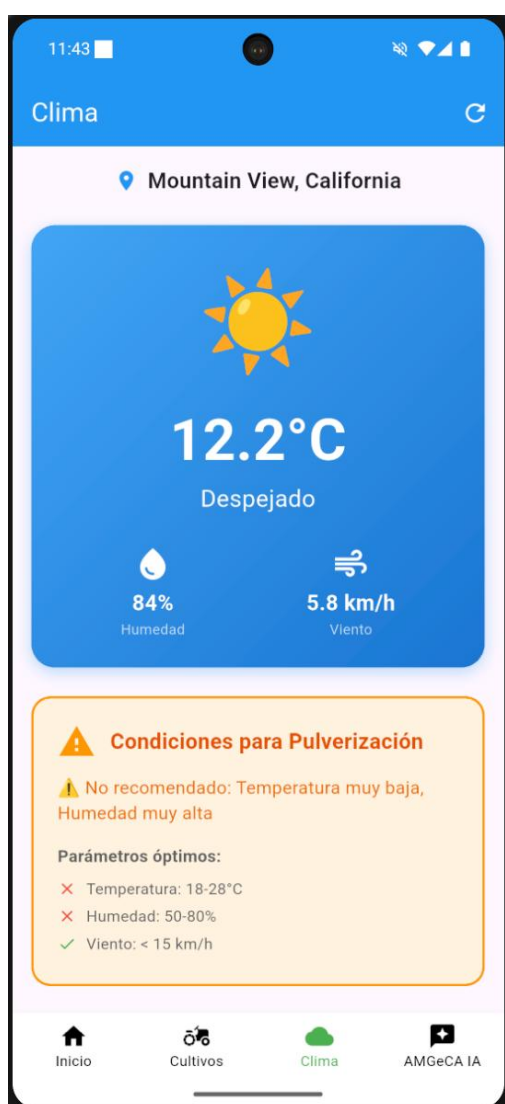 11:43
Clima
Mountain View, California
12.2°C
Despejado
84%
5.8 km/h
Humedad
Viento
Condiciones para Pulverización
No recomendado: Temperatura muy baja,
Humedad muy alta
Parámetros óptimos:
Temperatura: 18-28°C
Humedad: 50-80%
Viento: < 15 km/h
Inicio
Cultivos
Clima
AMGeCA IA